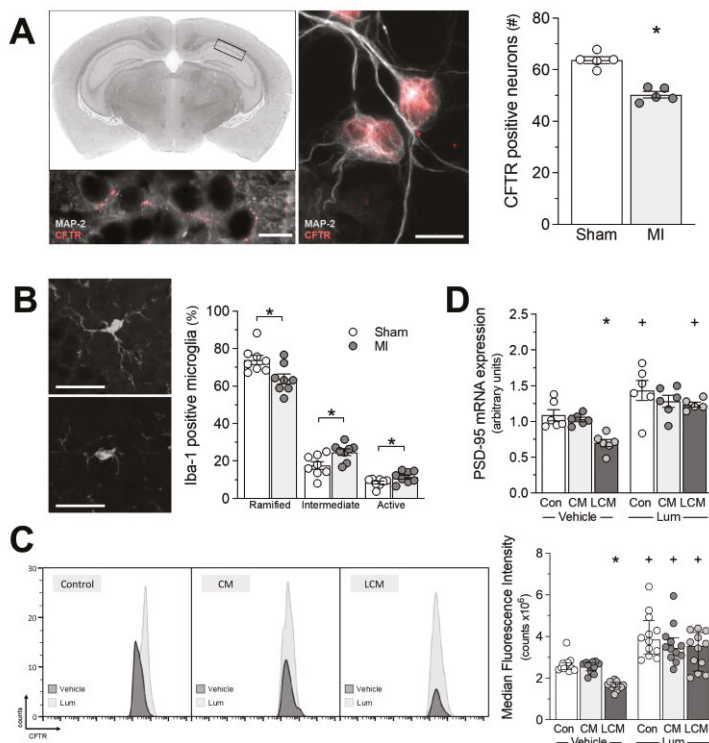 A
MAP-2
CFTR
MAP-2
CFTR
CFTR positive neurons (#)
80
60
40
20
0
*
Sham
MI
B
Iba-1 positive microglia (%)
100
80
60
40
20
0
* * *
Sham
MI
Ramified Intermediate Active
D
PSD-95 mRNA expression
(arbitrary units)
2.5
2.0
1.5
1.0
0.5
0.0
* + +
Con CM LCM Con CM LCM
Vehicle Lum
C
30
20
10
0
Control
CM
LCM
Vehicle
Lum
Vehicle
Lum
Vehicle
Lum
counts
CFTR
Median Fluorescence Intensity
(counts x10⁶)
8
6
4
2
0
* + + +
Con CM LCM Con CM LCM
Vehicle Lum